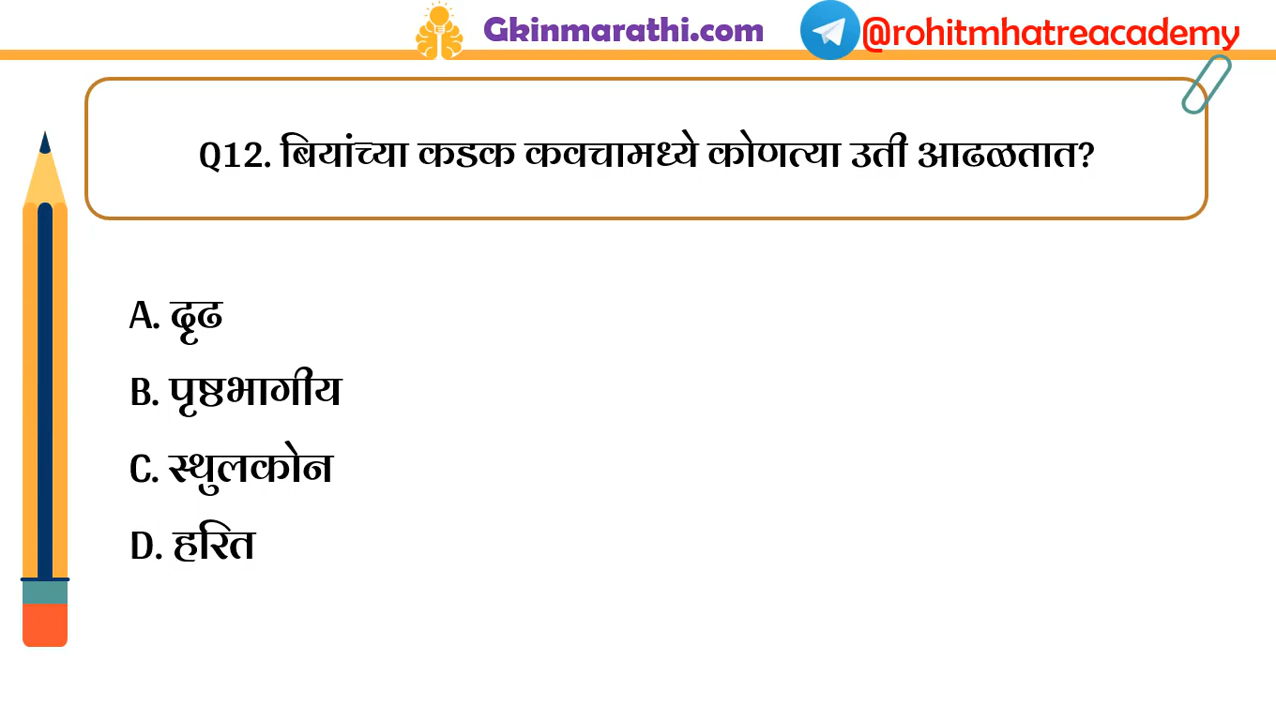 Gkinmarathi.com
@rohitmhatreacademy
Q12. बियांच्या कडक कवचामध्ये कोणत्या उती आढळतात?
A. दृढ
B. पृष्ठभागीय
C. स्थुलकोन
D. हरित